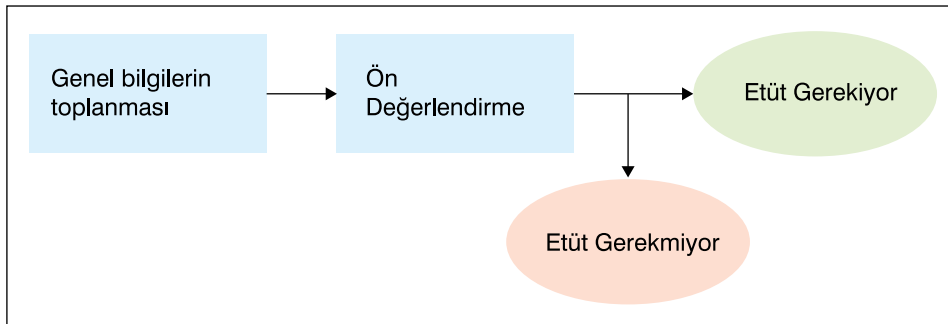 Genel bilgilerin
toplanması
Ön
Değerlendirme
Etüt Gerekiyor
Etüt Gerekmiyor